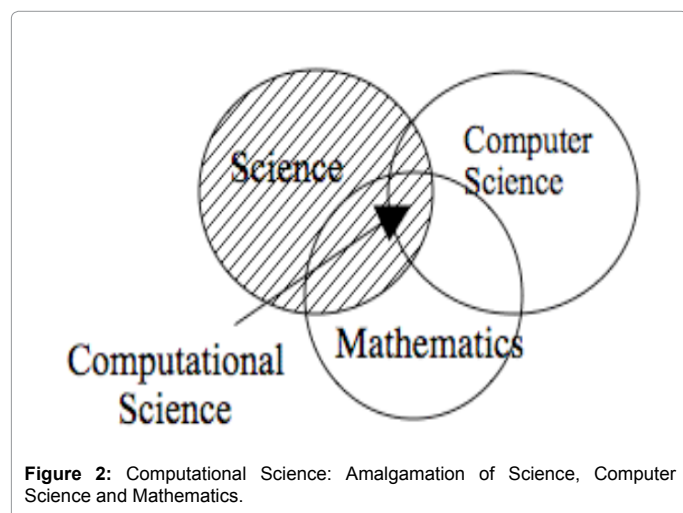 Science
Computer
Science
Mathematics
Computational
Science
Figure 2: Computational Science: Amalgamation of Science, Computer
Science and Mathematics.